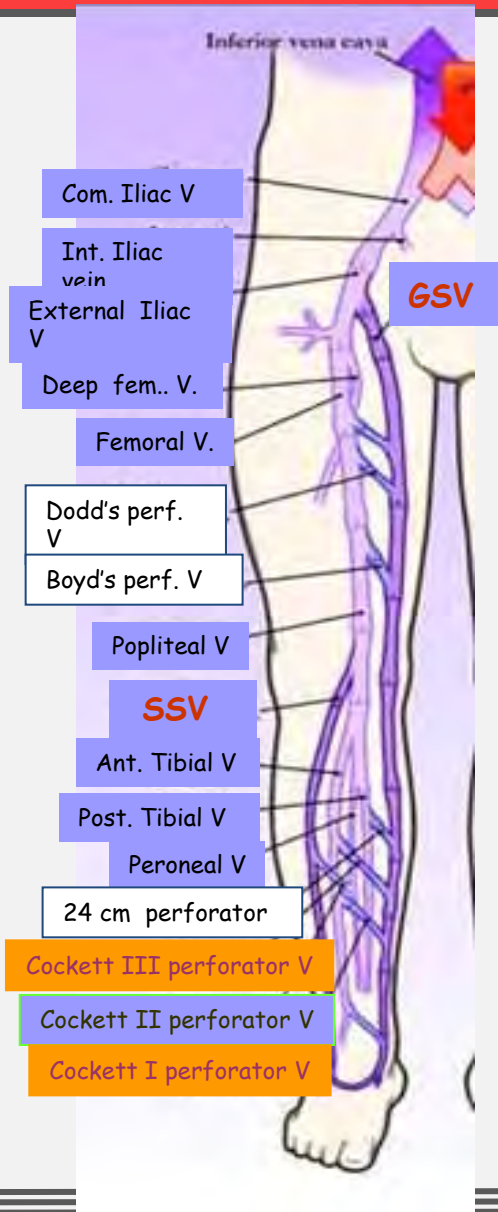 Inferior vena cava
Com. Iliac V
Int. Iliac
vein
External Iliac
V
GSV
Deep fem.. V.
Femoral V.
Dodd's perf.
V
Boyd's perf. V
Popliteal V
SSV
Ant. Tibial V
Post. Tibial V
Peroneal V
24 cm perforator
Cockett III perforator V
Cockett II perforator V
Cockett I perforator V